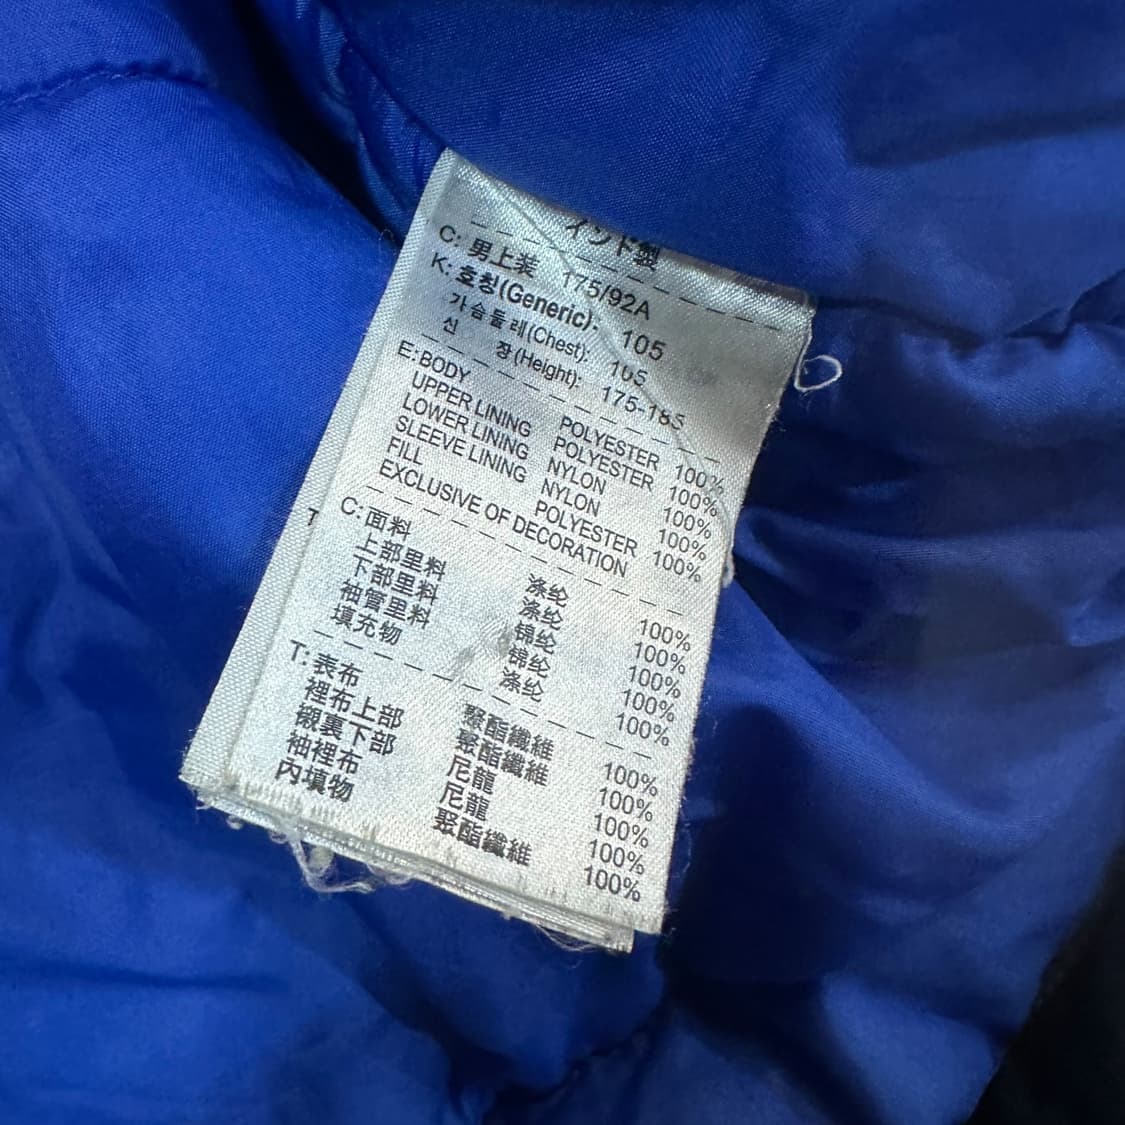 インド製
C: 男上装 175/92A
K: 호칭(Generic): 105
가슴둘레(Chest): 105
신 장(Height): 175-185
E: BODY POLYESTER 100%
UPPER LINING POLYESTER 100%
LOWER LINING NYLON 100%
SLEEVE LINING NYLON 100%
FILL POLYESTER 100%
EXCLUSIVE OF DECORATION
C: 面料 涤纶 100%
上部里料 涤纶 100%
下部里料 锦纶 100%
袖管里料 锦纶 100%
填充物 涤纶 100%
T: 表布 聚酯纖維 100%
裡布上部 聚酯纖維 100%
襯裏下部 尼龍 100%
袖裡布 尼龍 100%
內填物 聚酯纖維 100%